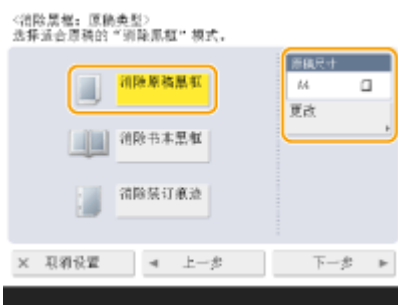 <消除黑框：原稿类型>
选择适合原稿的“消除黑框”模式。
消除原稿黑框
原稿尺寸
A4
更改
消除书本黑框
消除装订痕迹
× 取消设置
◄ 上一步
下一步 ►